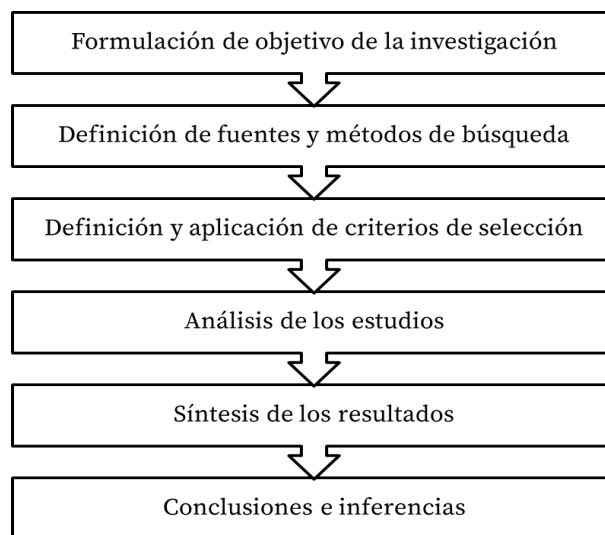 Formulación de objetivo de la investigación
Definición de fuentes y métodos de búsqueda
Definición y aplicación de criterios de selección
Análisis de los estudios
Síntesis de los resultados
Conclusiones e inferencias